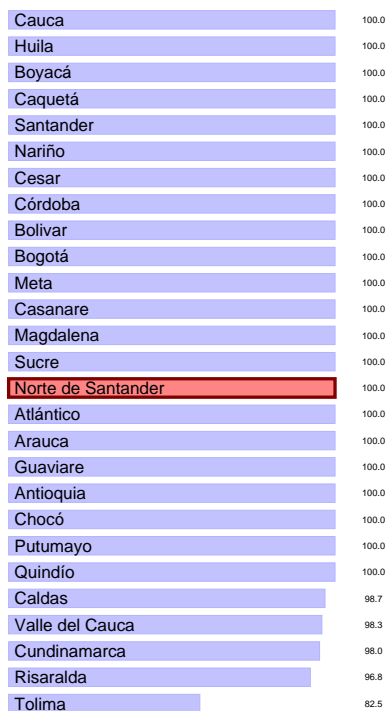 Cauca 100.0
Huila 100.0
Boyacá 100.0
Caquetá 100.0
Santander 100.0
Nariño 100.0
Cesar 100.0
Córdoba 100.0
Bolivar 100.0
Bogotá 100.0
Meta 100.0
Casanare 100.0
Magdalena 100.0
Sucre 100.0
Norte de Santander 100.0
Atlántico 100.0
Arauca 100.0
Guaviare 100.0
Antioquia 100.0
Chocó 100.0
Putumayo 100.0
Quindío 100.0
Caldas 98.7
Valle del Cauca 98.3
Cundinamarca 98.0
Risaralda 96.8
Tolima 82.5